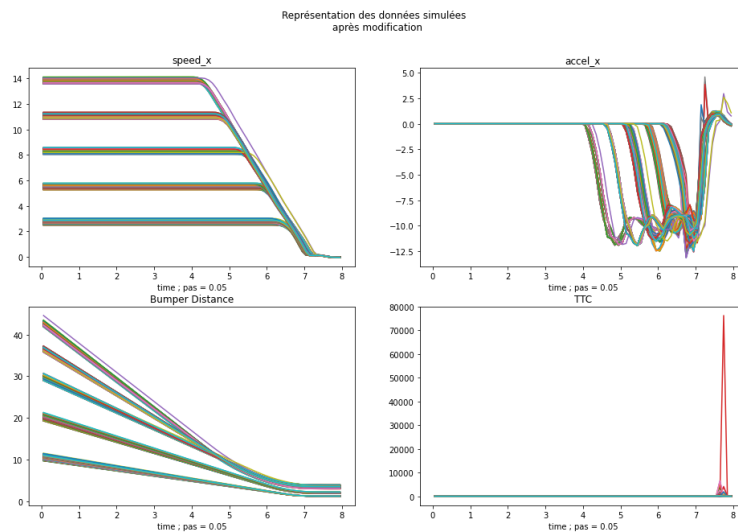 Représentation des données simulées
après modification
speed_x
14
12
10
8
6
4
2
0
0 1 2 3 4 5 6 7 8
time ; pas = 0.05
accel_x
5.0
2.5
0.0
−2.5
−5.0
−7.5
−10.0
−12.5
0 1 2 3 4 5 6 7 8
time ; pas = 0.05
Bumper Distance
40
30
20
10
0
0 1 2 3 4 5 6 7 8
time ; pas = 0.05
TTC
80000
70000
60000
50000
40000
30000
20000
10000
0
0 1 2 3 4 5 6 7 8
time ; pas = 0.05